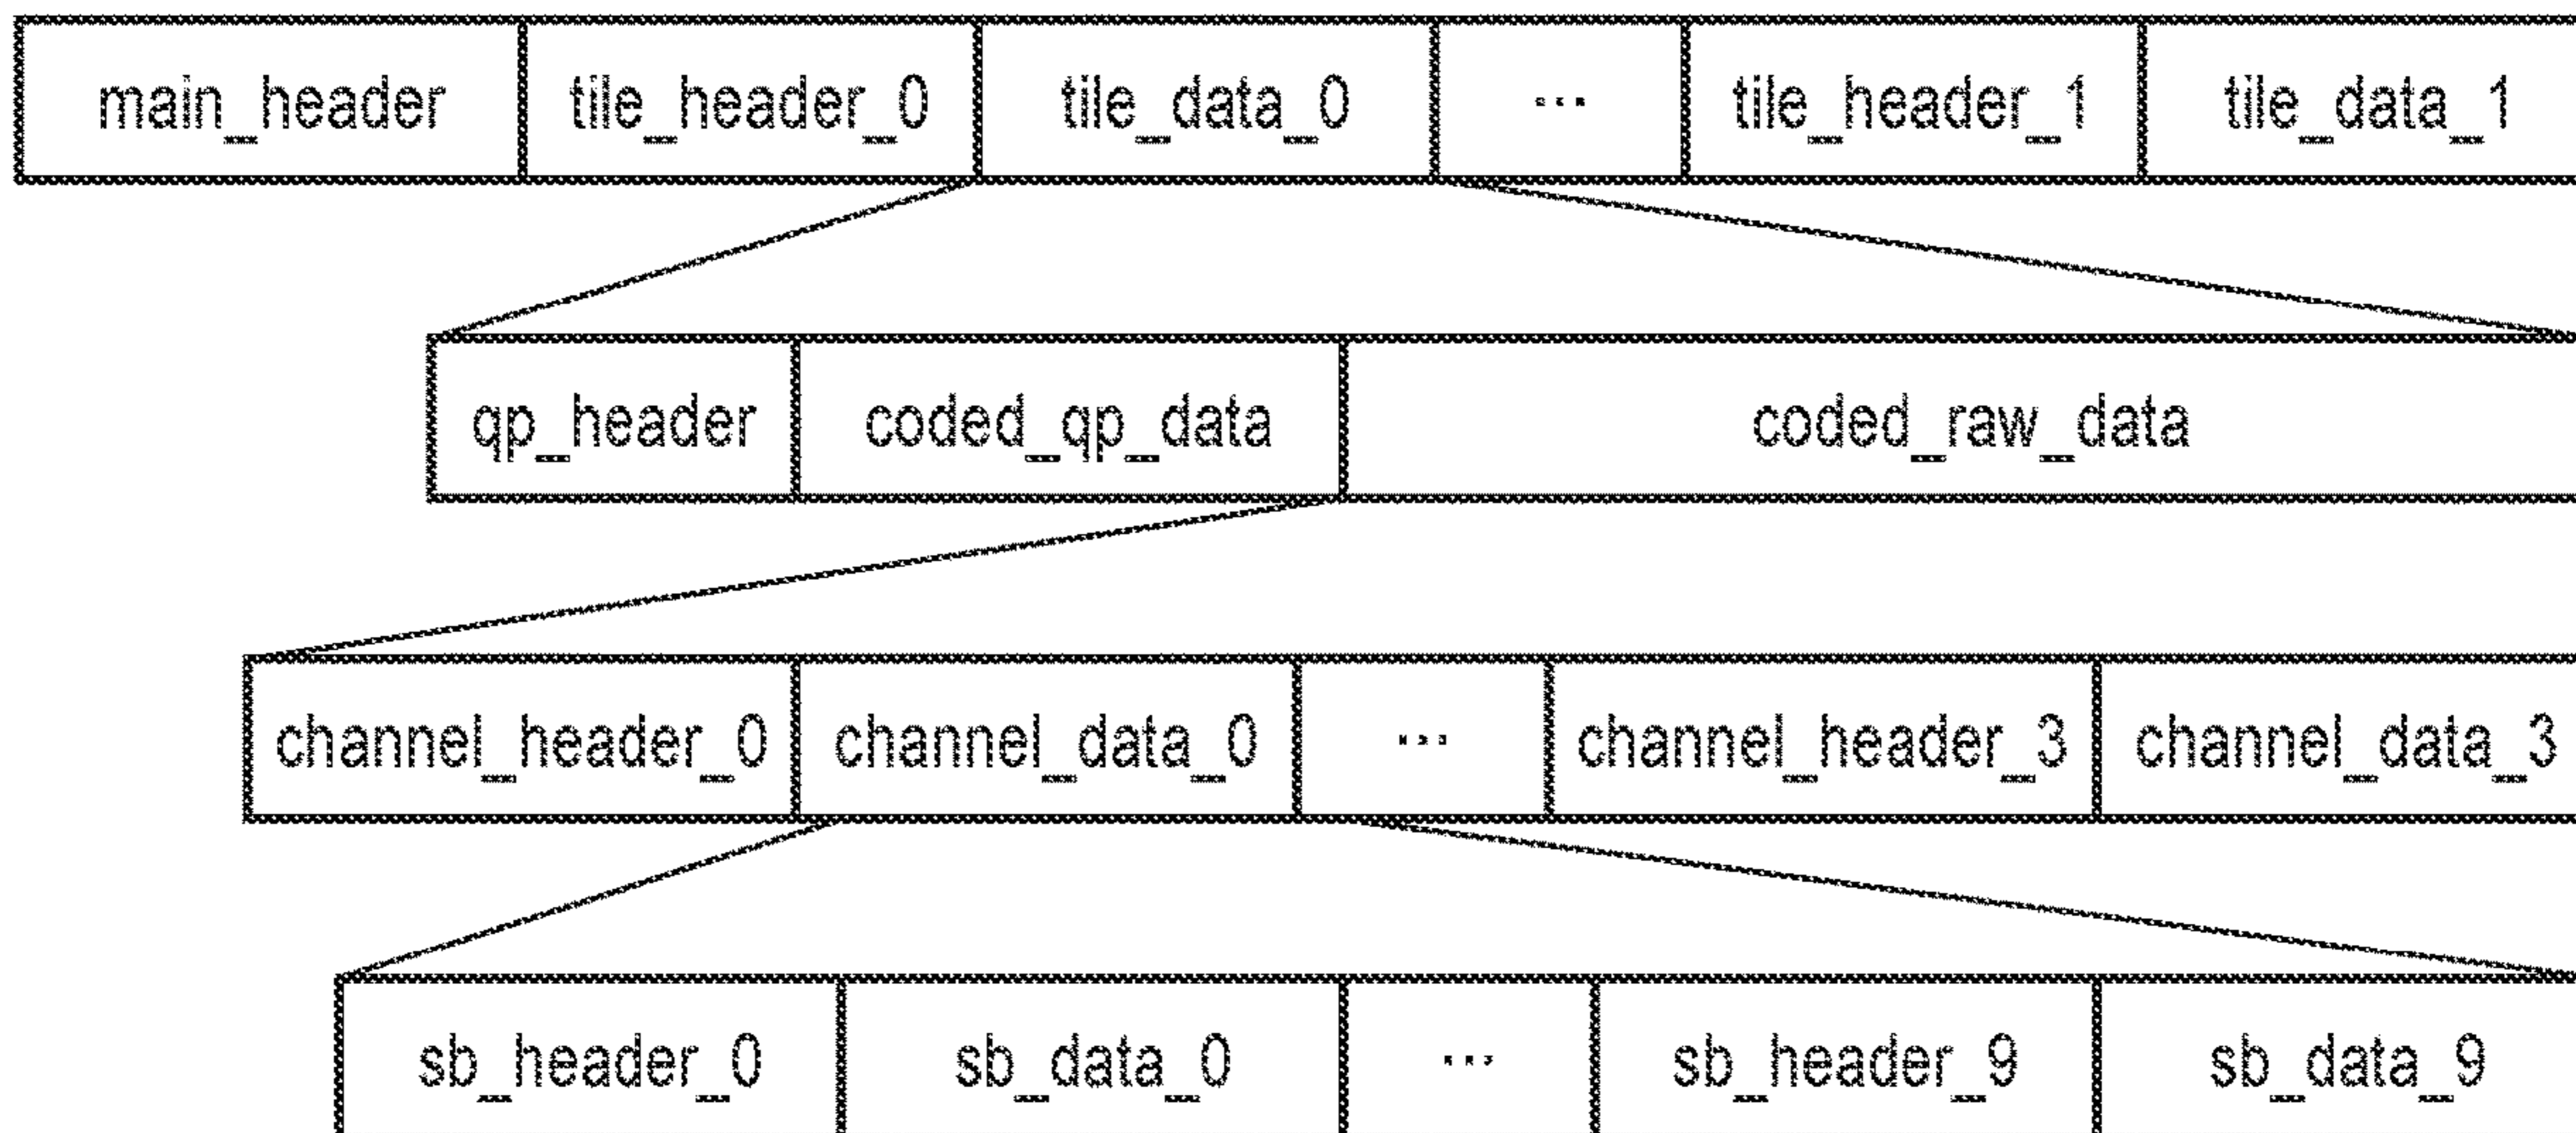 main_header tile_header_0 tile_data_0 ... tile_header_1 tile_data_1
qp_header coded_qp_data coded_raw_data
channel_header_0 channel_data_0 ... channel_header_3 channel_data_3
sb_header_0 sb_data_0 ... sb_header_9 sb_data_9